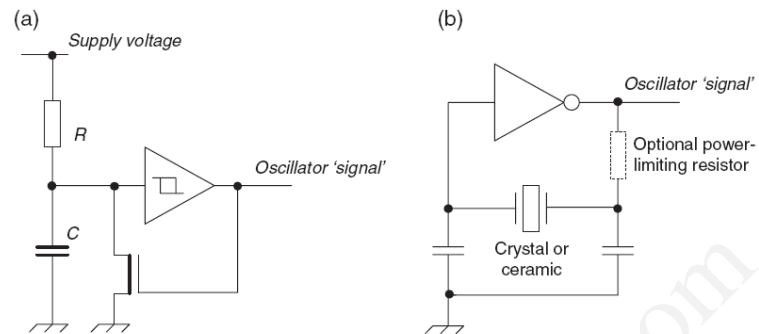 (a)
Supply voltage
R
C
Oscillator ‘signal’
(b)
Oscillator ‘signal’
Optional power-
limiting resistor
Crystal or
ceramic